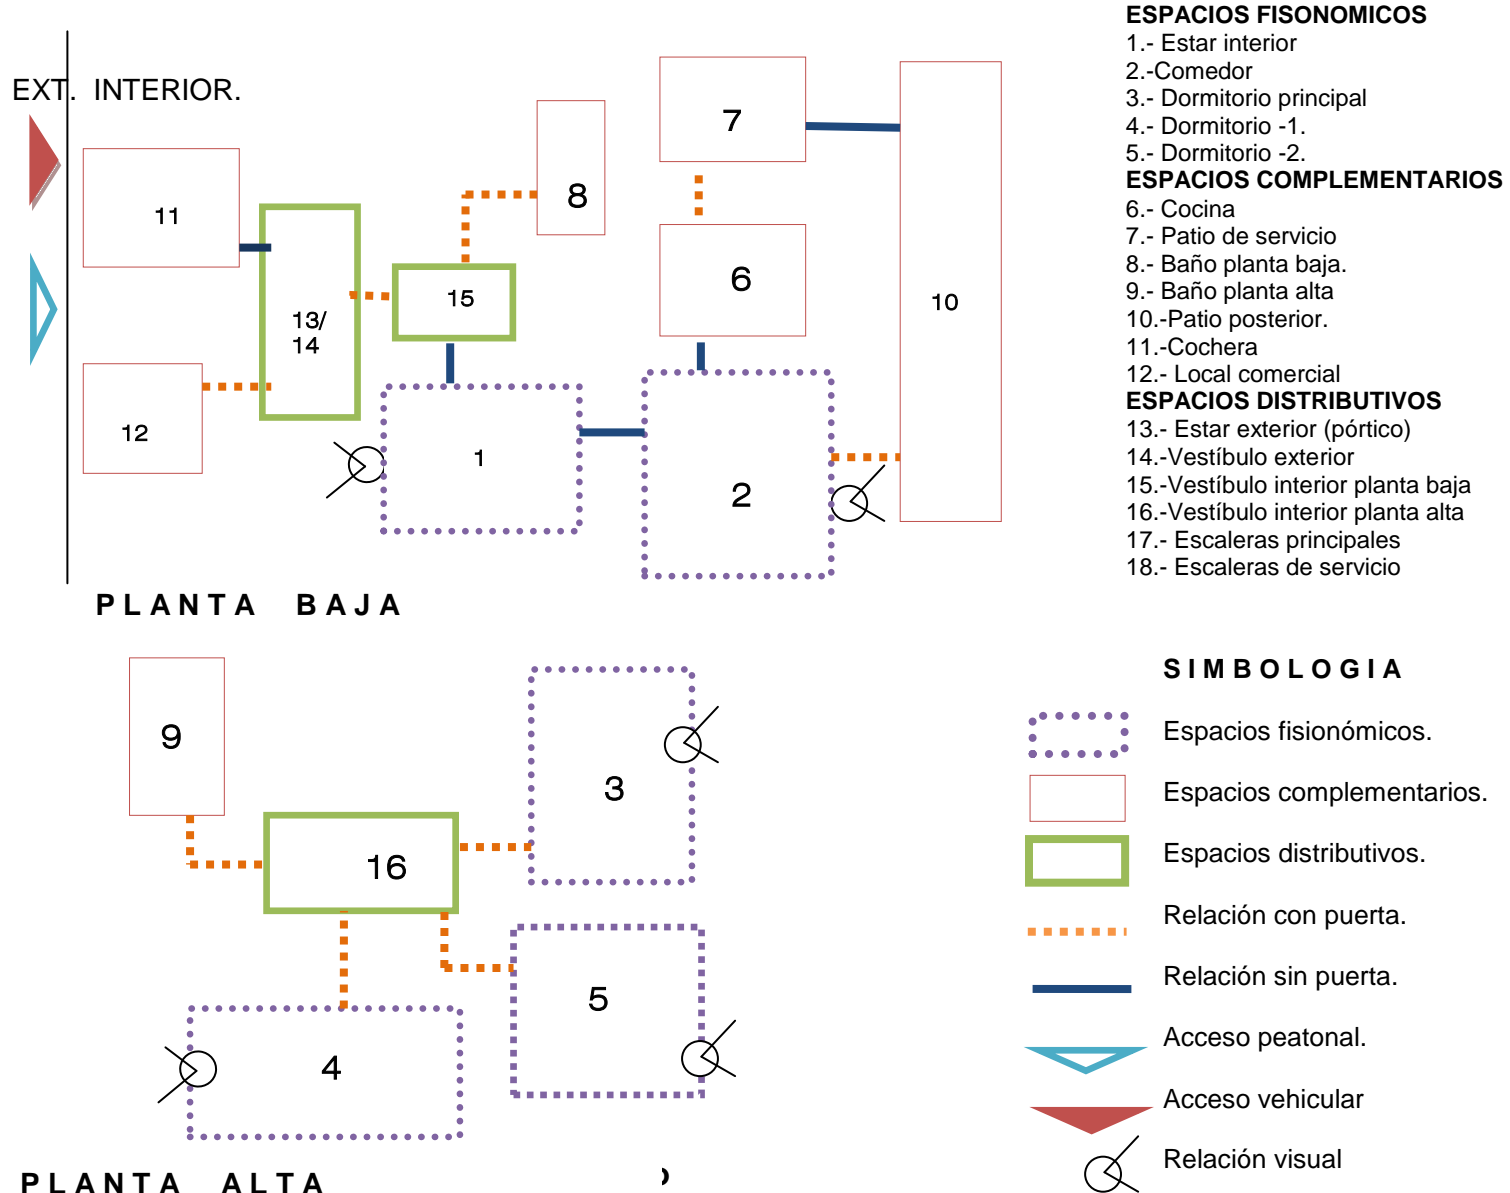 EXT. INTERIOR.
11
13/
14
12
15
8
1
7
6
2
10
PLANTA BAJA
ESPACIOS FISONOMICOS
1.- Estar interior
2.-Comedor
3.- Dormitorio principal
4.- Dormitorio -1.
5.- Dormitorio -2.
ESPACIOS COMPLEMENTARIOS
6.- Cocina
7.- Patio de servicio
8.- Baño planta baja.
9.- Baño planta alta
10.-Patio posterior.
11.-Cochera
12.- Local comercial
ESPACIOS DISTRIBUTIVOS
13.- Estar exterior (pórtico)
14.-Vestíbulo exterior
15.-Vestíbulo interior planta baja
16.-Vestíbulo interior planta alta
17.- Escaleras principales
18.- Escaleras de servicio
9
16
3
5
4
PLANTA ALTA
SIMBOLOGIA
Espacios fisionómicos.
Espacios complementarios.
Espacios distributivos.
Relación con puerta.
Relación sin puerta.
Acceso peatonal.
Acceso vehicular
Relación visual